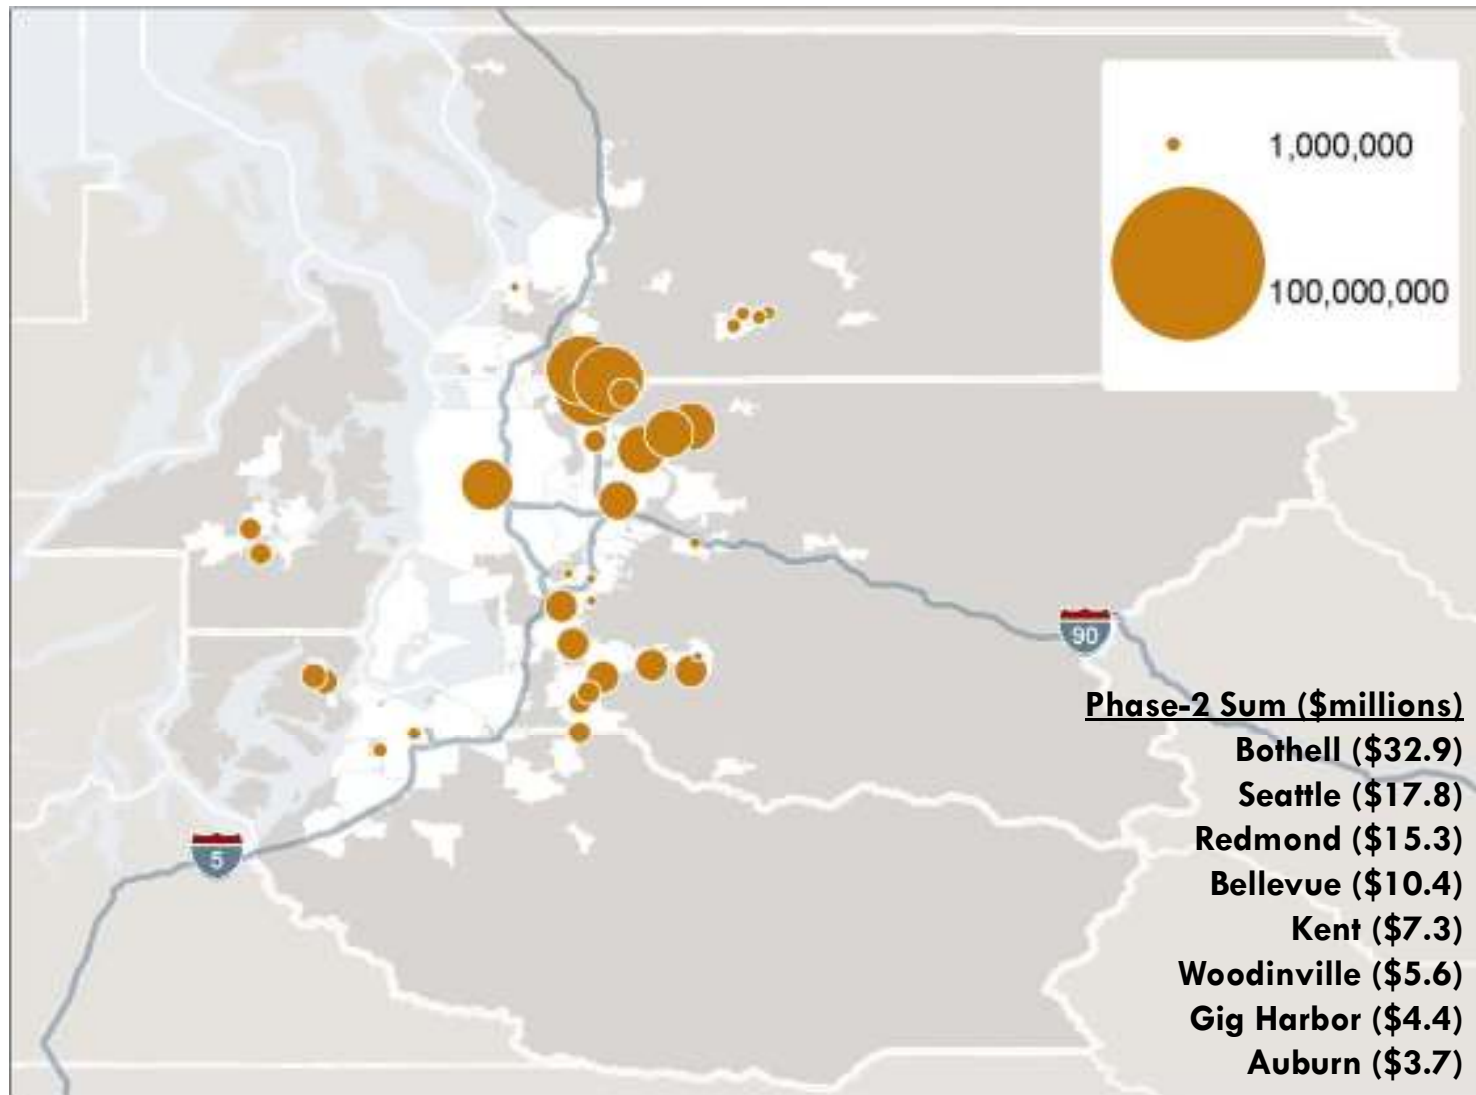 1,000,000
100,000,000
90
Phase-2 Sum ($millions)
Bothell ($32.9)
Seattle ($17.8)
Redmond ($15.3)
Bellevue ($10.4)
Kent ($7.3)
Woodinville ($5.6)
Gig Harbor ($4.4)
Auburn ($3.7)
5